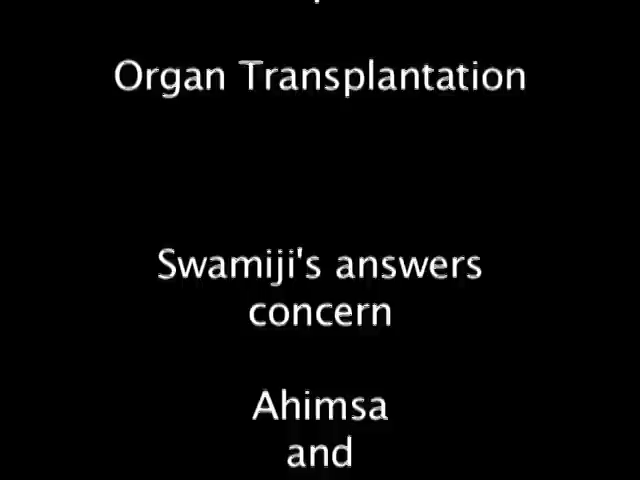 Organ Transplantation
Swamiji's answers
concern
Ahimsa
and